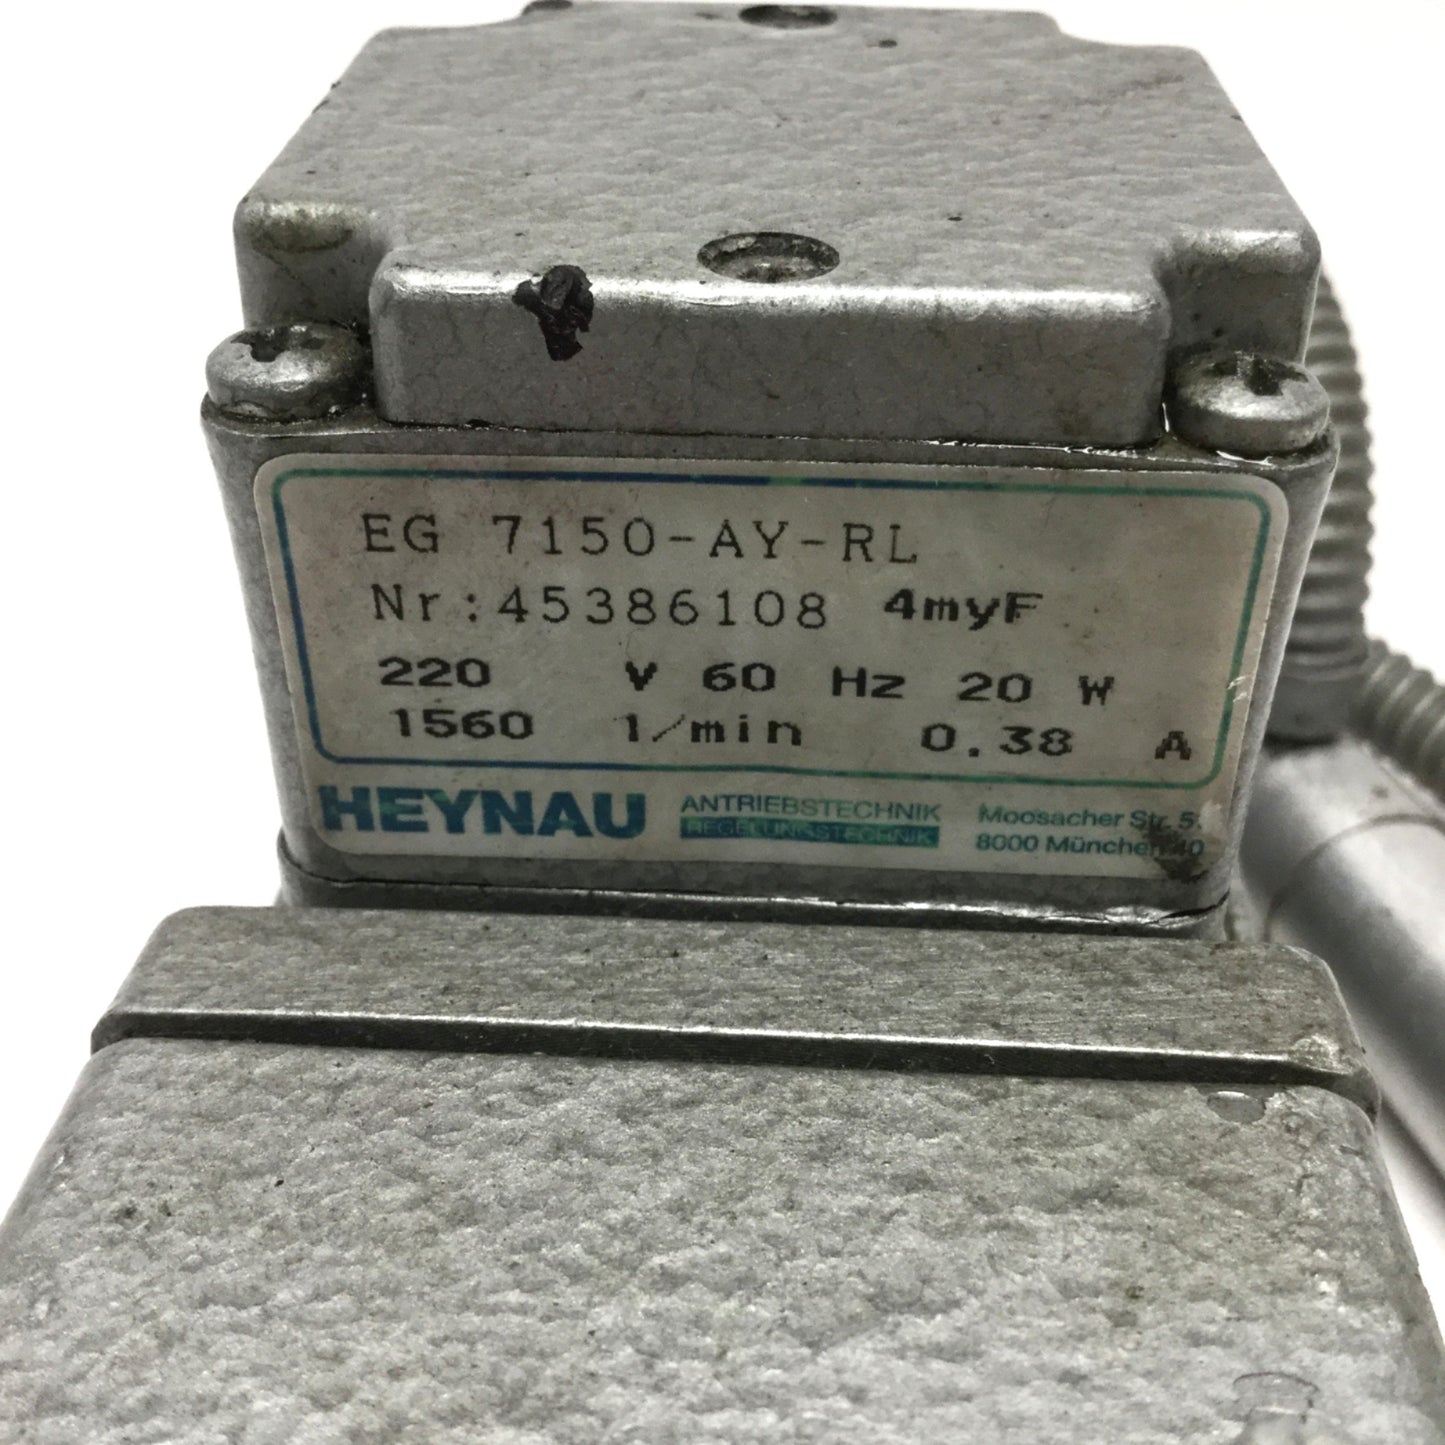 EG 7150-AY-RL
Nr:45386108 4myF
220 V 60 Hz 20 W
1560 1/min 0.38 A
HEYNAU ANTRIEBSTECHNIK Moosacher Str.
REGELUNGSTECHNIK 8000 München 40